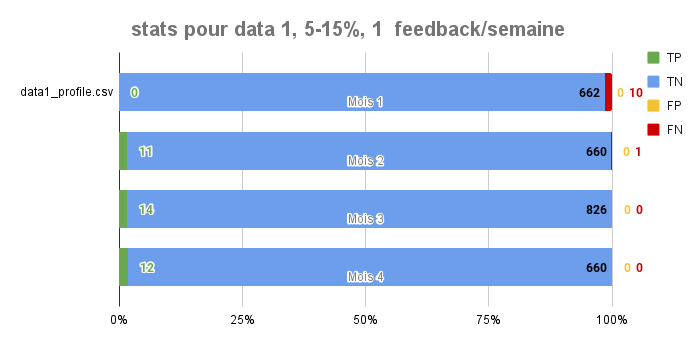 stats pour data 1, 5-15%, 1 feedback/semaine
TP
TN
FP
FN
data1_profile.csv
0 662 0 10
Mois 1
11 660 0 1
Mois 2
14 826 0 0
Mois 3
12 660 0 0
Mois 4
0% 25% 50% 75% 100%